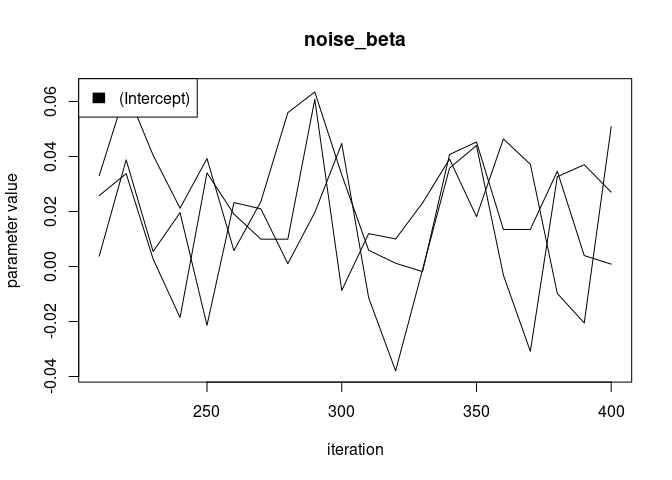 noise_beta
(Intercept)
parameter value
0.06
0.04
0.02
0.00
-0.02
-0.04
250
300
350
400
iteration